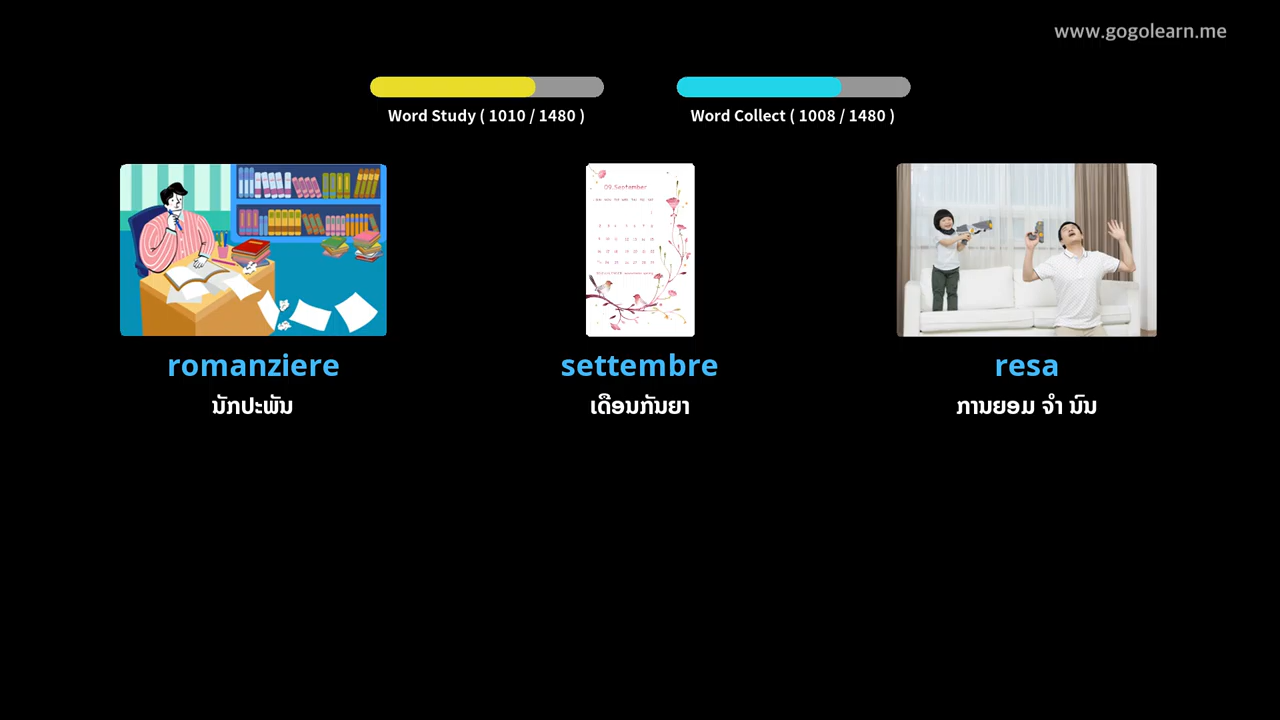 www.gogolearn.me
Word Study ( 1010 / 1480 )
Word Collect ( 1008 / 1480 )
09 September
romanziere
settembre
resa
ນັກປະພັນ
ເດືອນກັນຍາ
ການຍອມ ຈຳ ນົນ